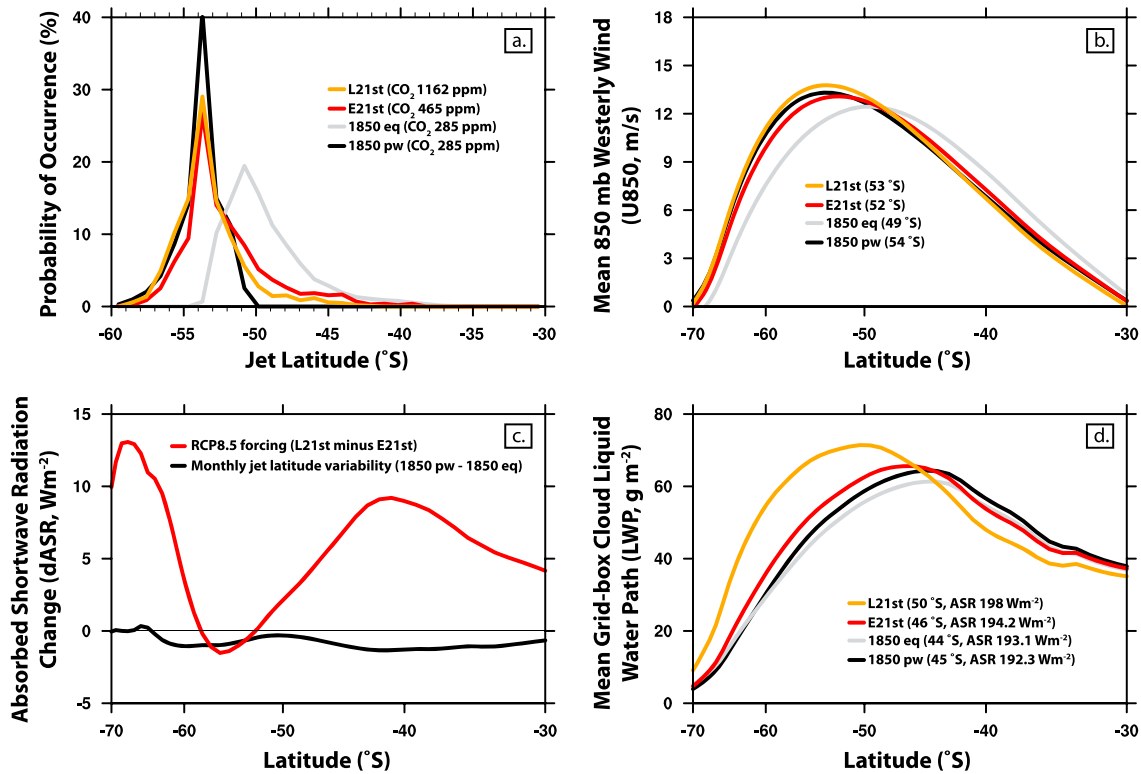 a.
Probability of Occurrence (%)
40
30
20
10
0
L21st (CO2 1162 ppm)
E21st (CO2 465 ppm)
1850 eq (CO2 285 ppm)
1850 pw (CO2 285 ppm)
-60 -55 -50 -45 -40 -35 -30
Jet Latitude (˚S)
b.
Mean 850 mb Westerly Wind
(U850, m/s)
18
15
12
9
6
3
0
L21st (53 ˚S)
E21st (52 ˚S)
1850 eq (49 ˚S)
1850 pw (54 ˚S)
-70 -60 -50 -40 -30
Latitude (˚S)
c.
Absorbed Shortwave Radiation
Change (dASR, Wm-2)
15
10
5
0
-5
RCP8.5 forcing (L21st minus E21st)
Monthly jet latitude variability (1850 pw - 1850 eq)
-70 -60 -50 -40 -30
Latitude (˚S)
d.
Mean Grid-box Cloud Liquid
Water Path (LWP, g m-2)
80
60
40
20
0
L21st (50 ˚S, ASR 198 Wm-2)
E21st (46 ˚S, ASR 194.2 Wm-2)
1850 eq (44 ˚S, ASR 193.1 Wm-2)
1850 pw (45 ˚S, ASR 192.3 Wm-2)
-70 -60 -50 -40 -30
Latitude (˚S)